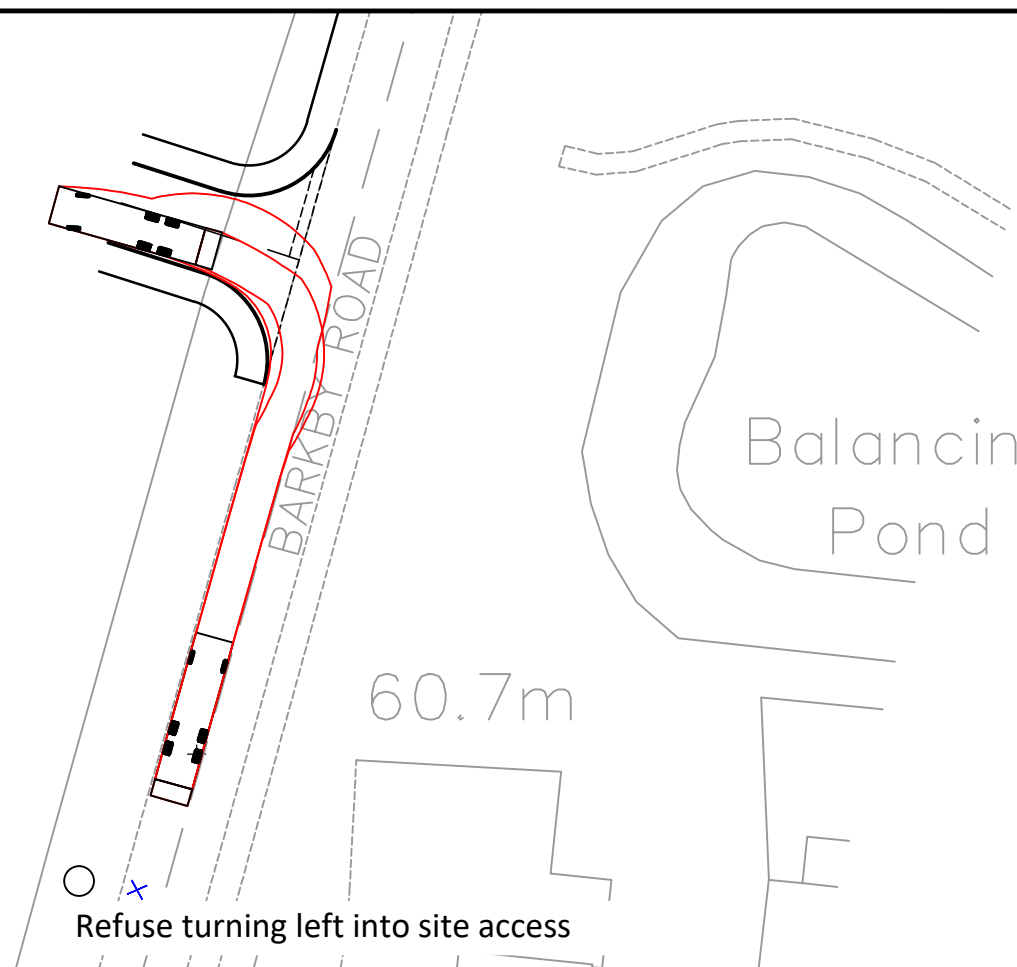 BARKBY ROAD
Balancin
Pond
60.7m
Refuse turning left into site access